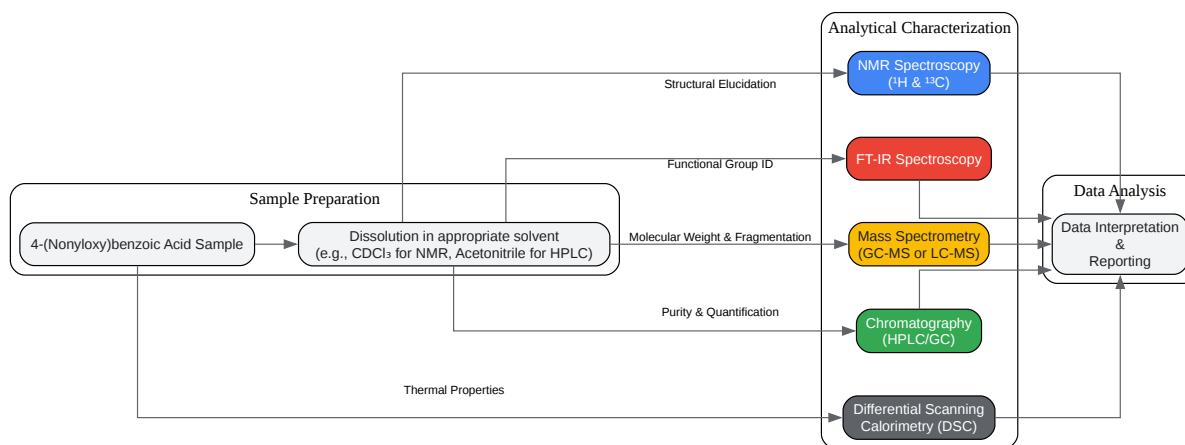 Analytical Characterization
NMR Spectroscopy
(¹H & ¹³C)
Structural Elucidation
FT-IR Spectroscopy
Functional Group ID
Sample Preparation
Data Analysis
4-(Nonyloxy)benzoic Acid Sample
Dissolution in appropriate solvent
(e.g., CDCl₃ for NMR, Acetonitrile for HPLC)
Molecular Weight & Fragmentation
Mass Spectrometry
(GC-MS or LC-MS)
Data Interpretation
&
Reporting
Purity & Quantification
Chromatography
(HPLC/GC)
Thermal Properties
Differential Scanning
Calorimetry (DSC)